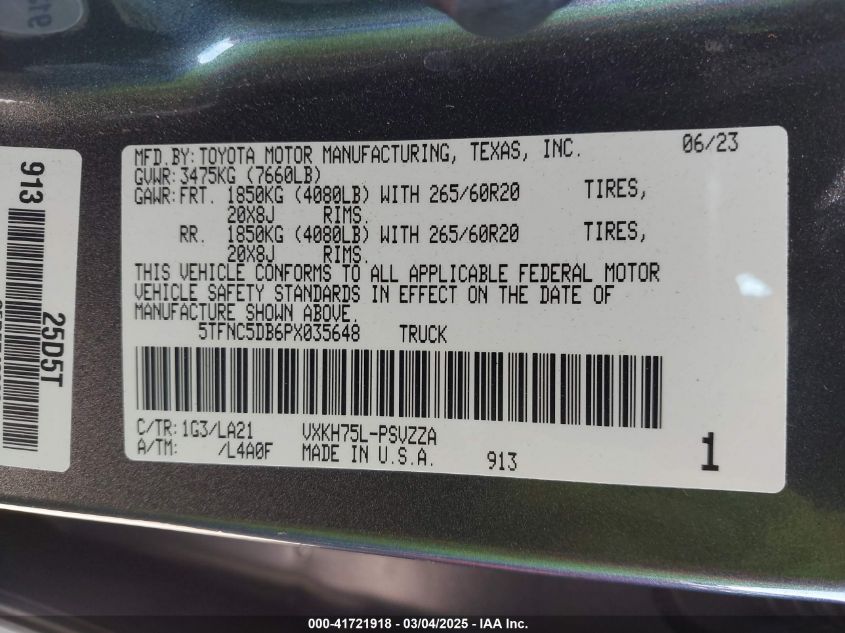 MFD.BY: TOYOTA MOTOR MANUFACTURING, TEXAS, INC. 06/23
GVWR: 3475KG (7660LB)
GAWR: FRT. 1850KG (4080LB) WITH 265/60R20 TIRES,
20X8J RIMS.
RR. 1850KG (4080LB) WITH 265/60R20 TIRES,
20X8J RIMS.
THIS VEHICLE CONFORMS TO ALL APPLICABLE FEDERAL MOTOR
VEHICLE SAFETY STANDARDS IN EFFECT ON THE DATE OF
MANUFACTURE SHOWN ABOVE.
5TFNC5DB6PX035648 TRUCK
C/TR: 1G3/LA21 VXKH75L-PSVZZA
A/TM: /L4A0F MADE IN U.S.A. 913 1
913
25D5T
000-41721918 - 03/04/2025 - IAA Inc.